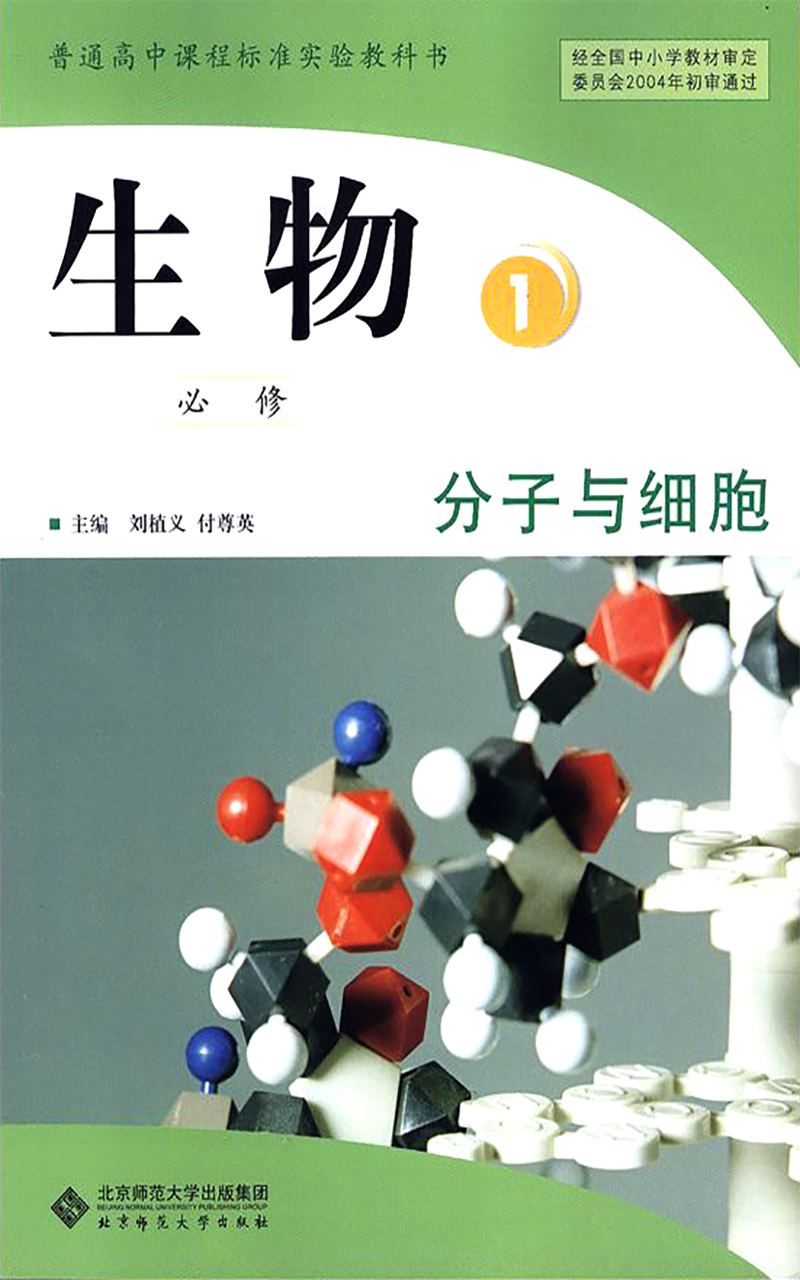 普通高中课程标准实验教科书
经全国中小学教材审定
委员会2004年初审通过
生物
1
必修
分子与细胞
主编 刘植义 付尊英
北京师范大学出版集团
BEIJING NORMAL UNIVERSITY PUBLISHING GROUP
北京师范大学出版社